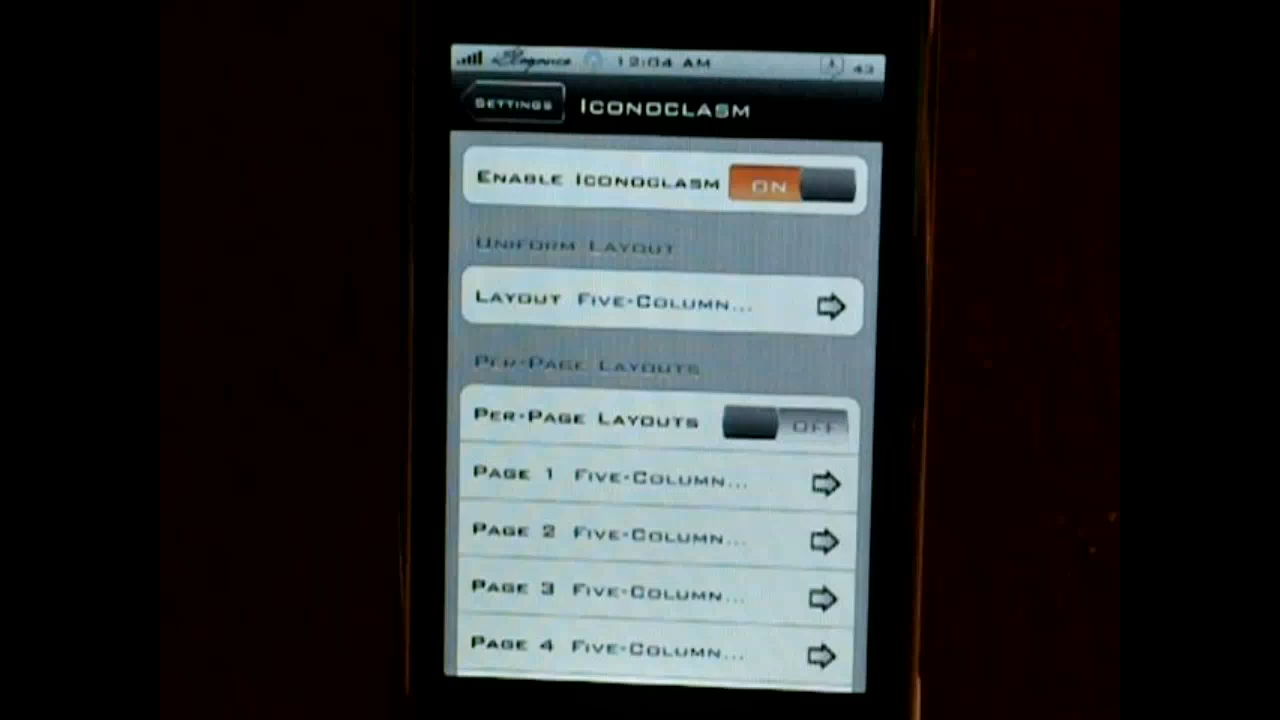 iElegance 12:04 AM 43
Settings Iconoclasm
Enable Iconoclasm ON
Uniform Layout
Layout Five-Column...
Per-Page Layouts
Per-Page Layouts OFF
Page 1 Five-Column...
Page 2 Five-Column...
Page 3 Five-Column...
Page 4 Five-Column...